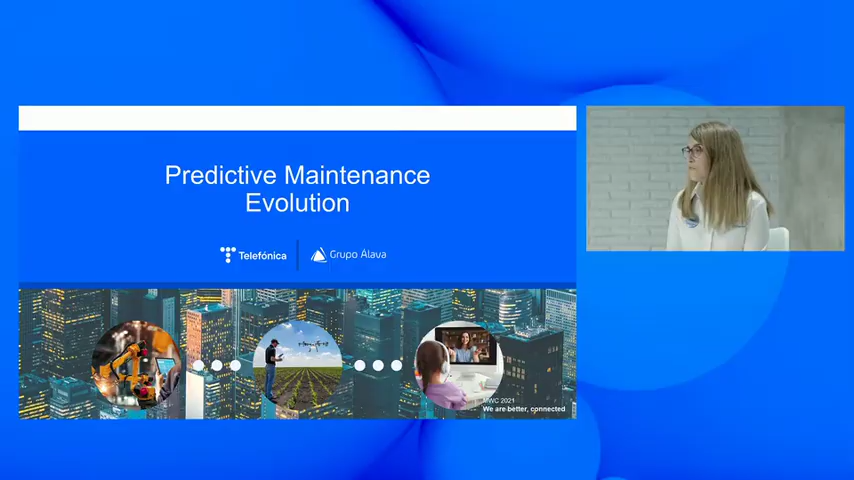 Predictive Maintenance
Evolution
Telefónica
Grupo Álava
MWC 2021
We are better, connected